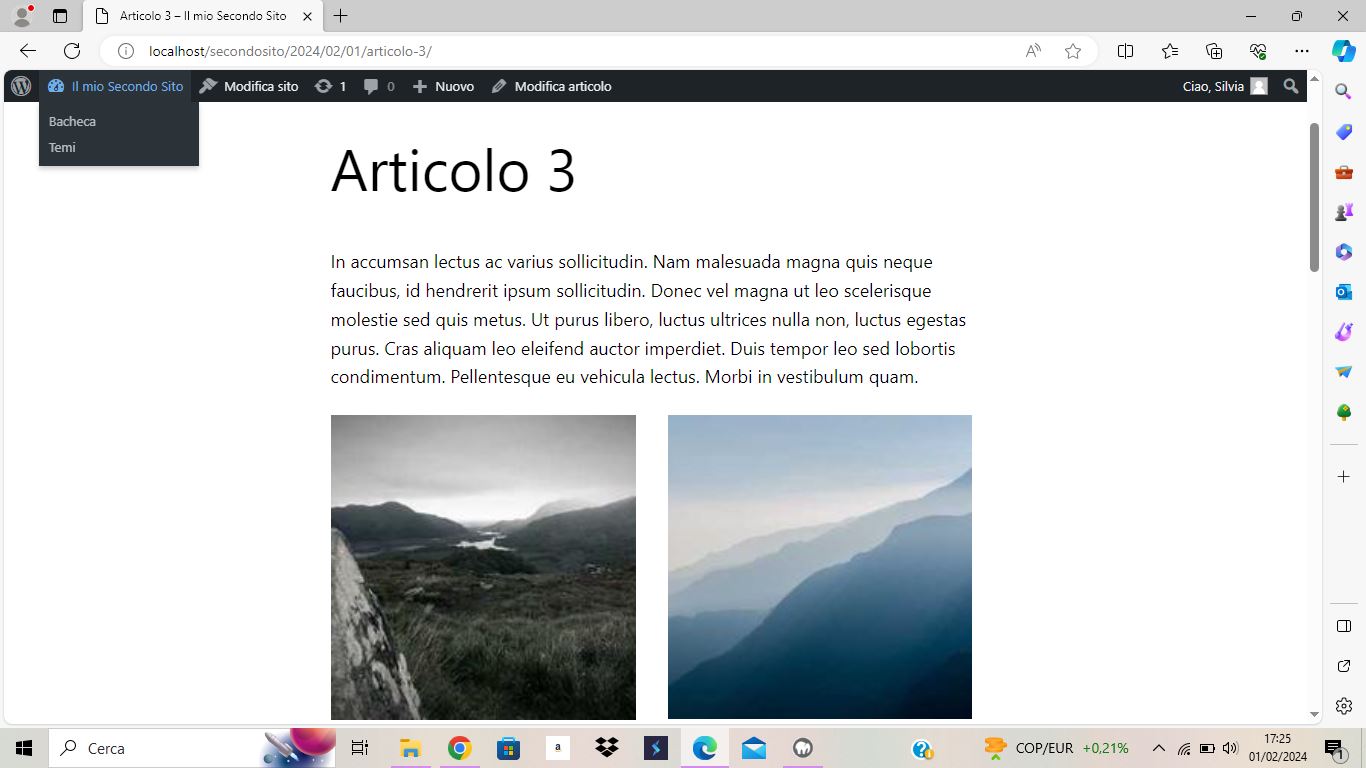 Articolo 3 – Il mio Secondo Sito
localhost/secondosito/2024/02/01/articolo-3/
Il mio Secondo Sito
Modifica sito
1
0
Nuovo
Modifica articolo
Ciao, Silvia
Bacheca
Temi
Articolo 3
In accumsan lectus ac varius sollicitudin. Nam malesuada magna quis neque
faucibus, id hendrerit ipsum sollicitudin. Donec vel magna ut leo scelerisque
molestie sed quis metus. Ut purus libero, luctus ultrices nulla non, luctus egestas
purus. Cras aliquam leo eleifend auctor imperdiet. Duis tempor leo sed lobortis
condimentum. Pellentesque eu vehicula lectus. Morbi in vestibulum quam.
Cerca
a
COP/EUR +0,21%
17:25
01/02/2024
1